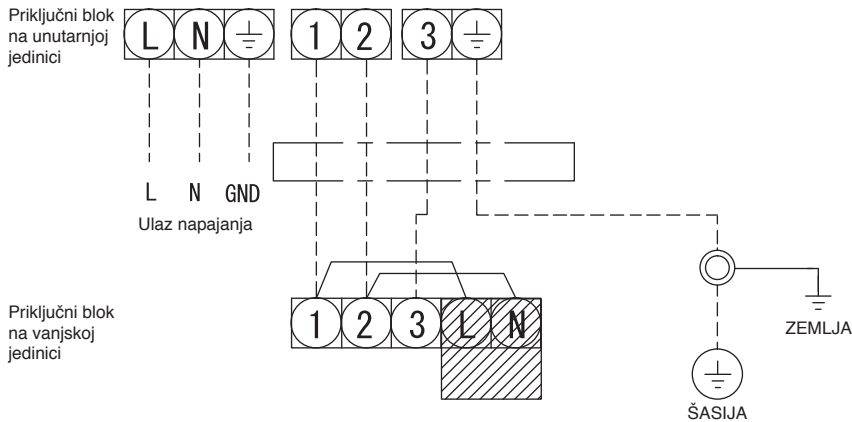 Priključni blok
na unutarnjoj
jedinici
L N 1 2 3
L N GND
Ulaz napajanja
Priključni blok
na vanjskoj
jedinici
1 2 3 L N
ZEMLJA
ŠASIJA